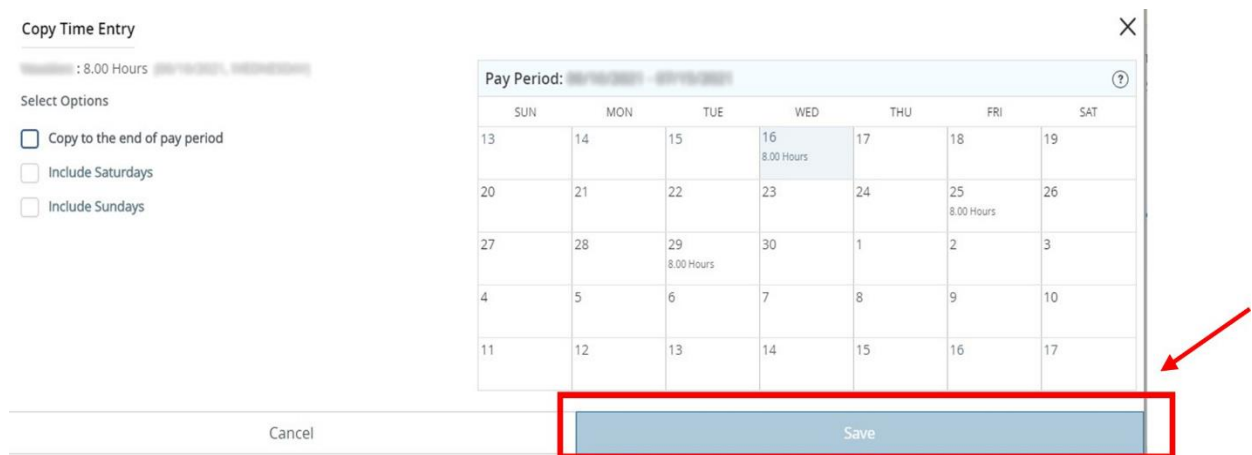 Copy Time Entry
: 8.00 Hours
Select Options
Copy to the end of pay period
Include Saturdays
Include Sundays
Pay Period:
?
SUN MON TUE WED THU FRI SAT
13 14 15 16 17 18 19
8.00 Hours
20 21 22 23 24 25 26
8.00 Hours
27 28 29 30 1 2 3
8.00 Hours
4 5 6 7 8 9 10
11 12 13 14 15 16 17
Cancel Save